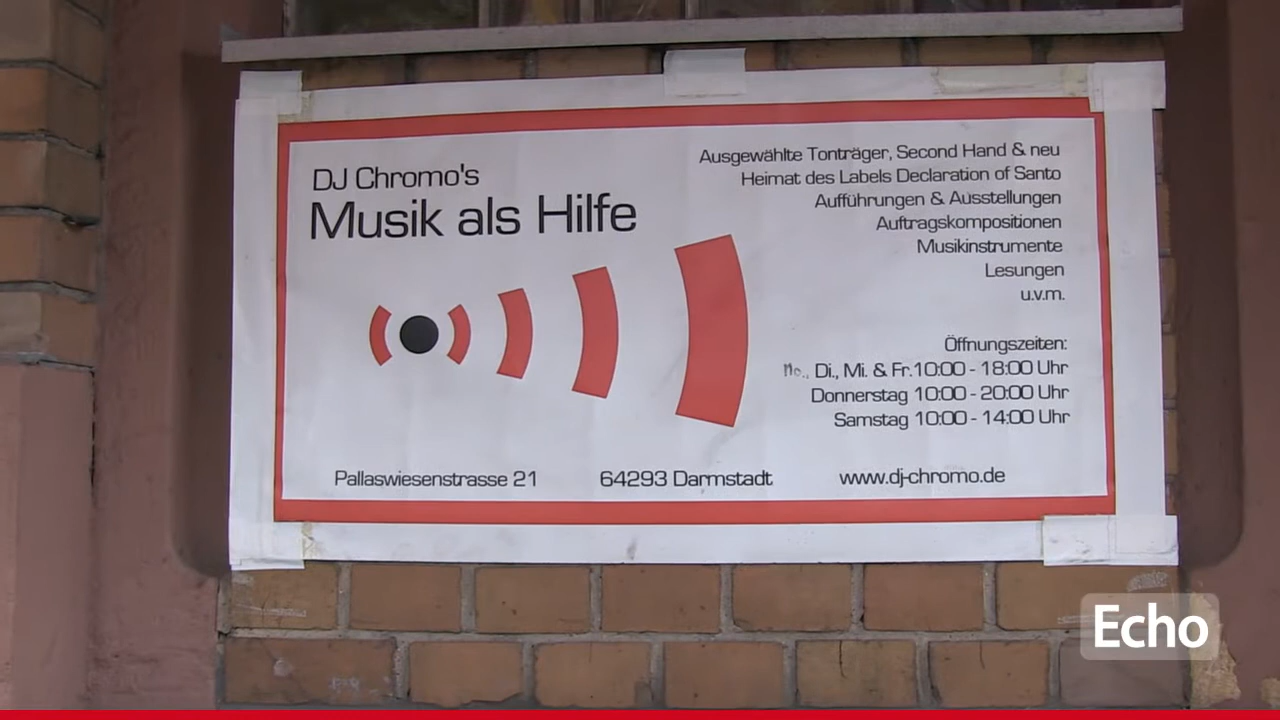 DJ Chromo's
Musik als Hilfe
Ausgewählte Tonträger, Second Hand & neu
Heimat des Labels Declaration of Santo
Aufführungen & Ausstellungen
Auftragskompositionen
Musikinstrumente
Lesungen
u.v.m.
Öffnungszeiten:
Mo., Di., Mi. & Fr.10:00 - 18:00 Uhr
Donnerstag 10:00 - 20:00 Uhr
Samstag 10:00 - 14:00 Uhr
Pallaswiesenstrasse 21
64293 Darmstadt
www.dj-chromo.de
Echo